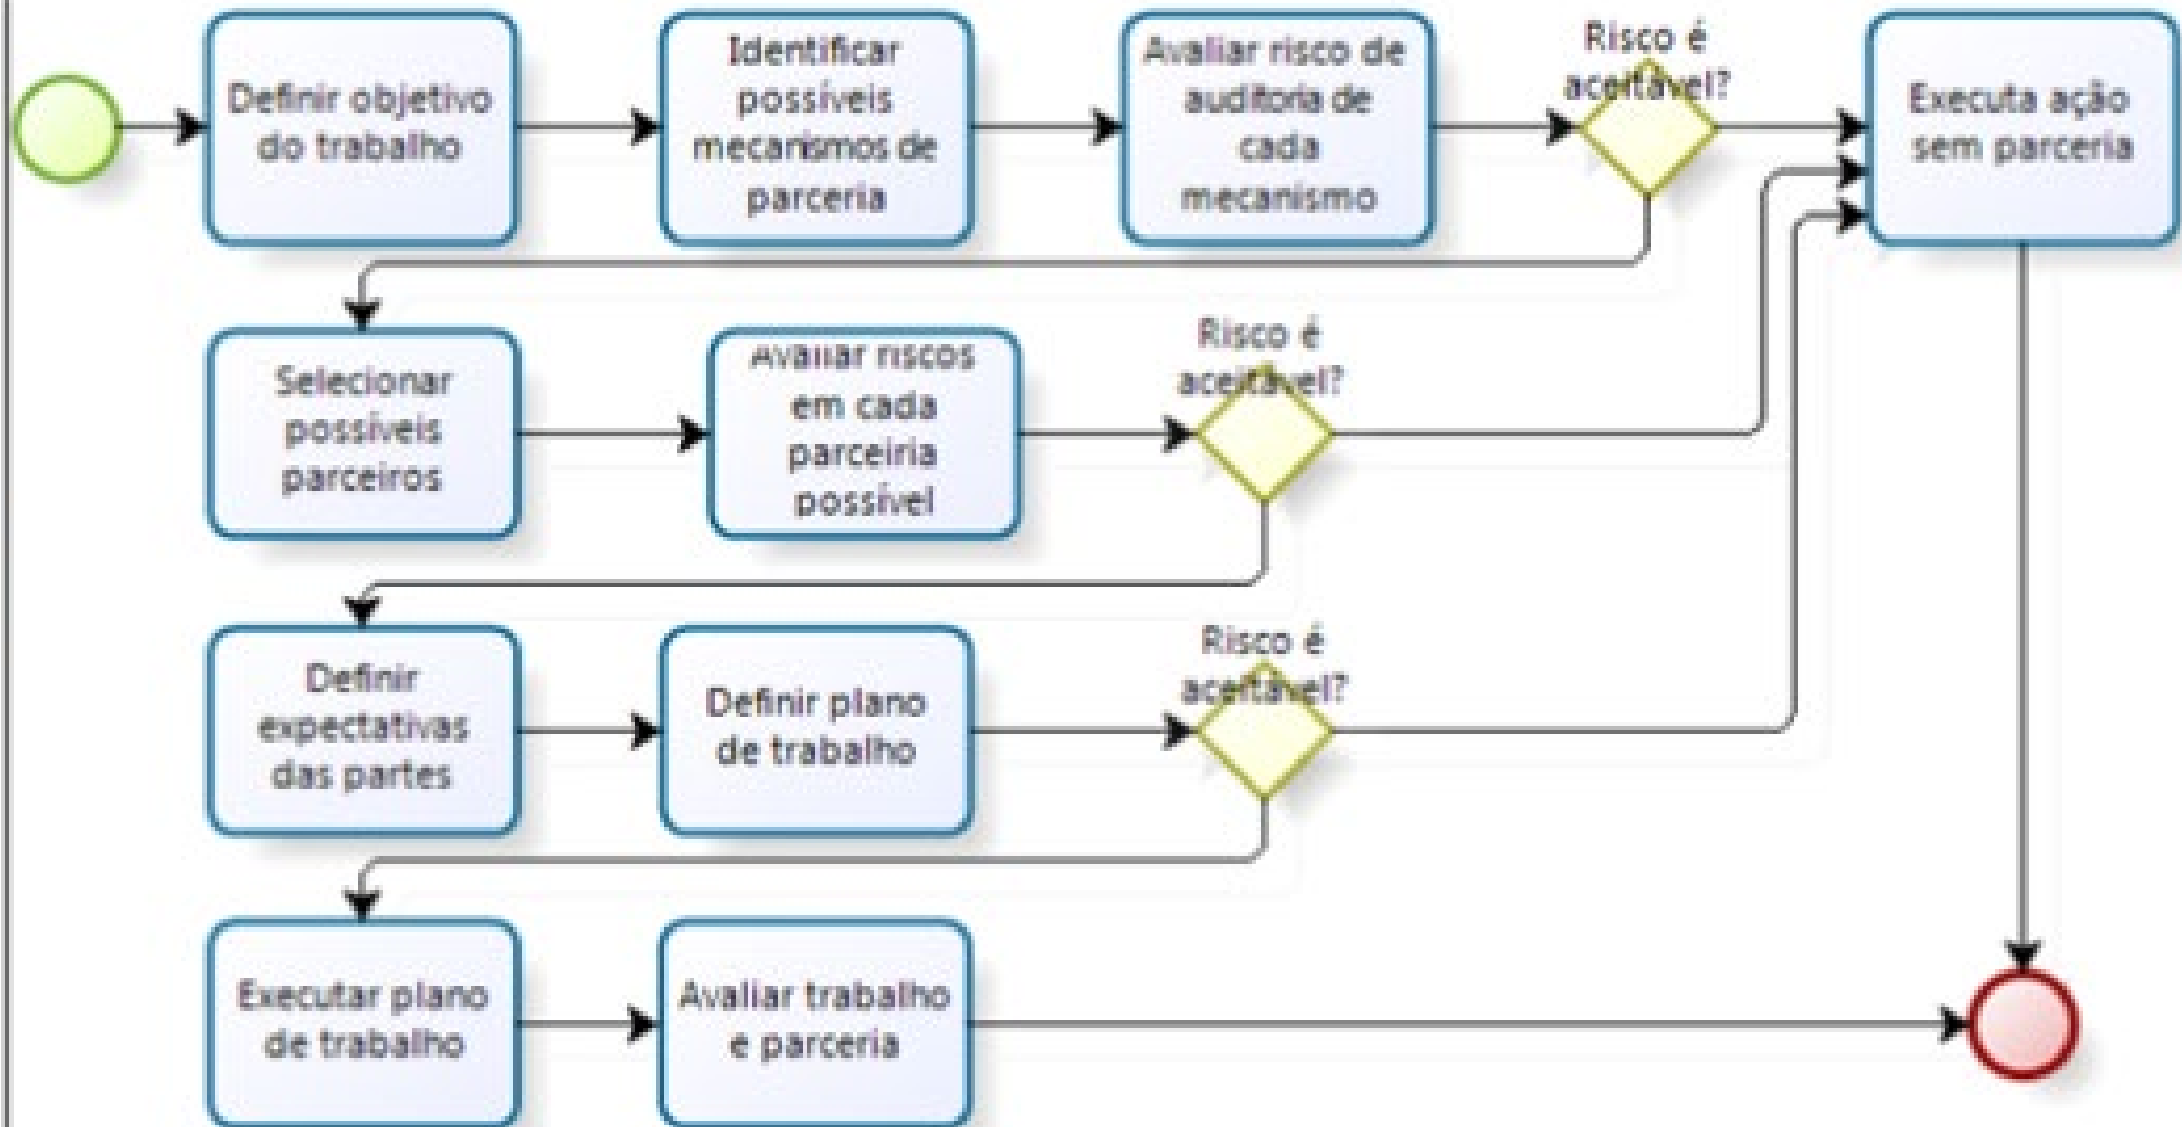 Definir objetivo
do trabalho
Identificar
possíveis
mecanismos de
parceria
Avaliar risco de
auditoria de
cada
mecanismo
Risco é
aceitável?
Executa ação
sem parceria
Selecionar
possíveis
parceiros
Avaliar riscos
em cada
parceiria
possível
Risco é
aceitável?
Definir
expectativas
das partes
Definir plano
de trabalho
Risco é
aceitável?
Executar plano
de trabalho
Avaliar trabalho
e parceria